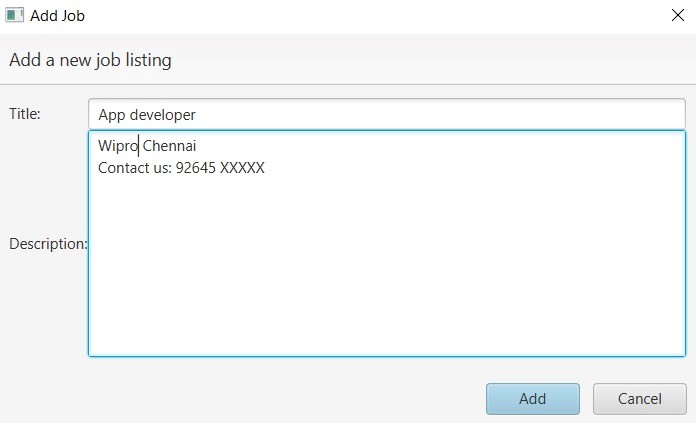 Add Job
Add a new job listing
Title:
App developer
Wipro Chennai
Contact us: 92645 XXXXX
Description:
Add
Cancel